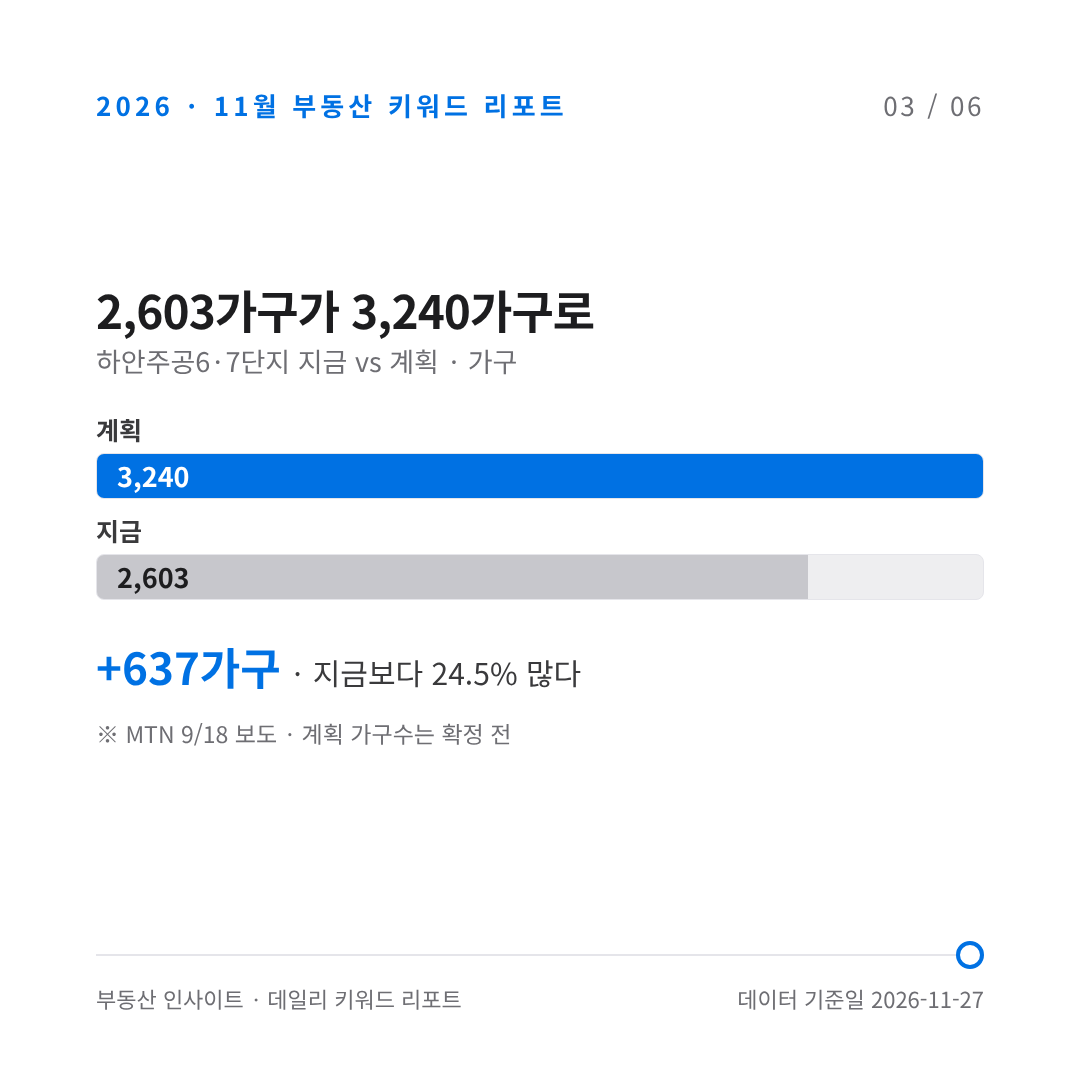 2026 · 11월 부동산 키워드 리포트
03 / 06
2,603가구가 3,240가구로
하안주공6·7단지 지금 vs 계획 · 가구
계획
3,240
지금
2,603
+637가구 · 지금보다 24.5% 많다
※ MTN 9/18 보도 · 계획 가구수는 확정 전
부동산 인사이트 · 데일리 키워드 리포트
데이터 기준일 2026-11-27